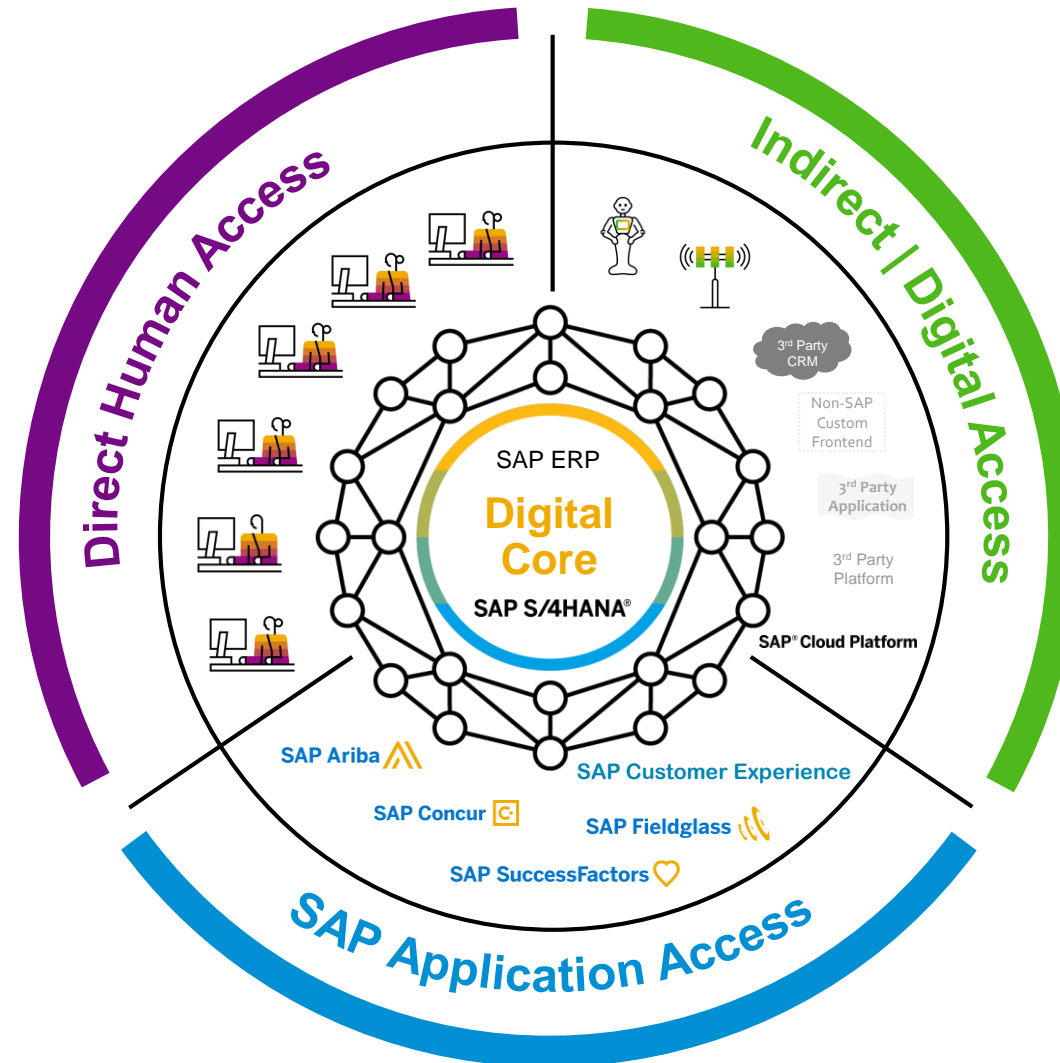 Direct Human Access
Indirect | Digital Access
3rd Party
CRM
Non-SAP
Custom
Frontend
3rd Party
Application
3rd Party
Platform
SAP® Cloud Platform
SAP ERP
Digital
Core
SAP S/4HANA®
SAP Ariba
SAP Customer Experience
SAP Concur
SAP Fieldglass
SAP SuccessFactors
SAP Application Access